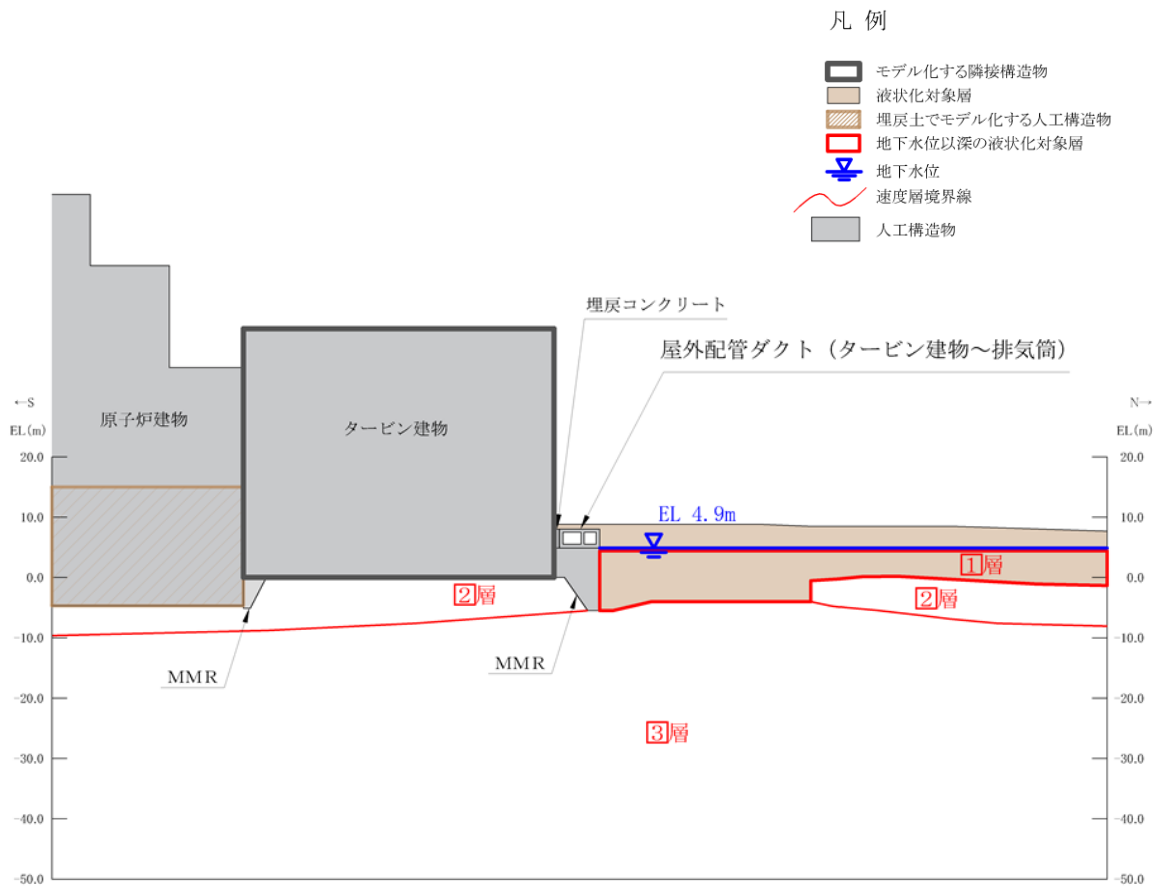 凡 例
モデル化する隣接構造物
液状化対象層
埋戻土でモデル化する人工構造物
地下水位以深の液状化対象層
地下水位
速度層境界線
人工構造物
埋戻コンクリート
屋外配管ダクト（タービン建物～排気筒）
←S
EL(m)
N→
EL(m)
原子炉建物
タービン建物
20.0
10.0
0.0
-10.0
-20.0
-30.0
-40.0
-50.0
EL 4.9m
1層
2層
2層
3層
MMR
MMR
20.0
10.0
0.0
-10.0
-20.0
-30.0
-40.0
-50.0